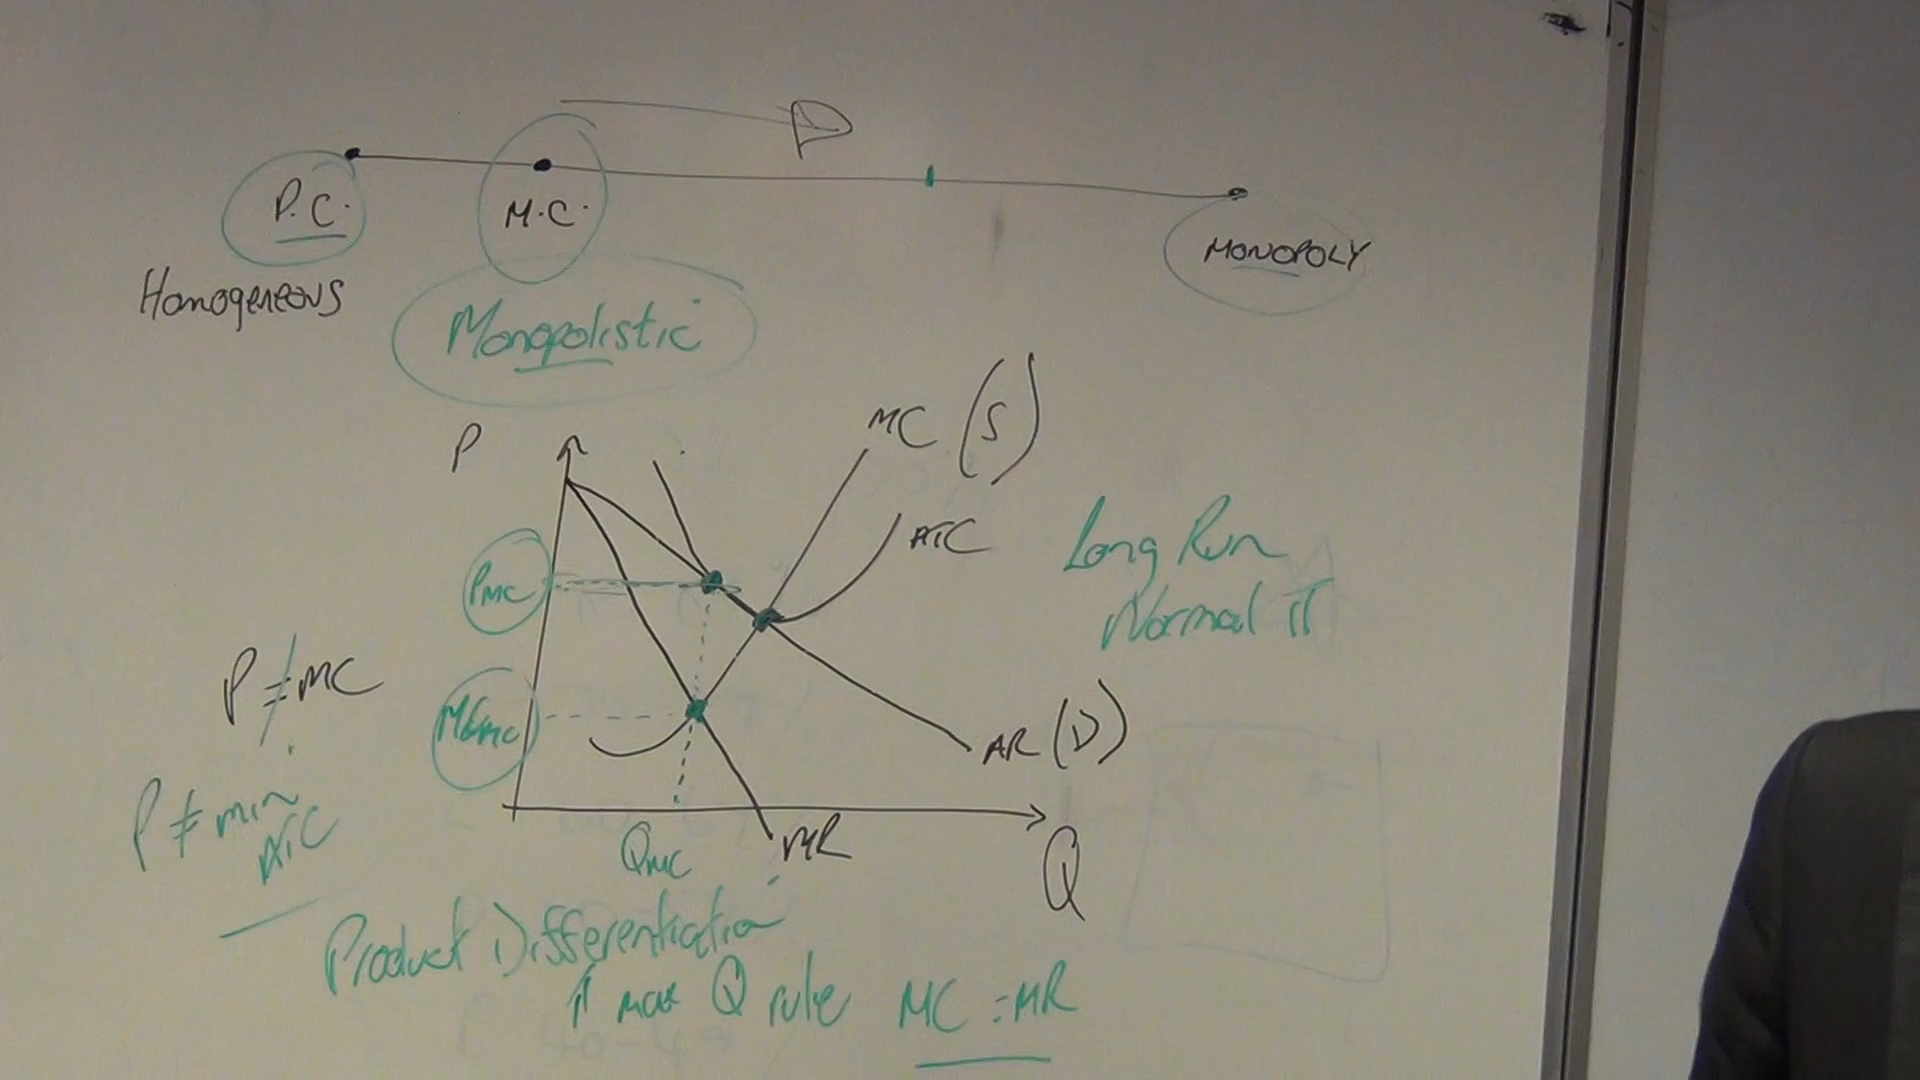 P.C.
M.C.
MONOPOLY
Homogeneous
Monopolistic
P
MC (S)
ATC
Long Run
Normal π
PMC
P ≠ MC
MCMC
AR (D)
P ≠ min
ATC
QMC
MR
Q
Product Differentiation
π max Q rule MC = MR